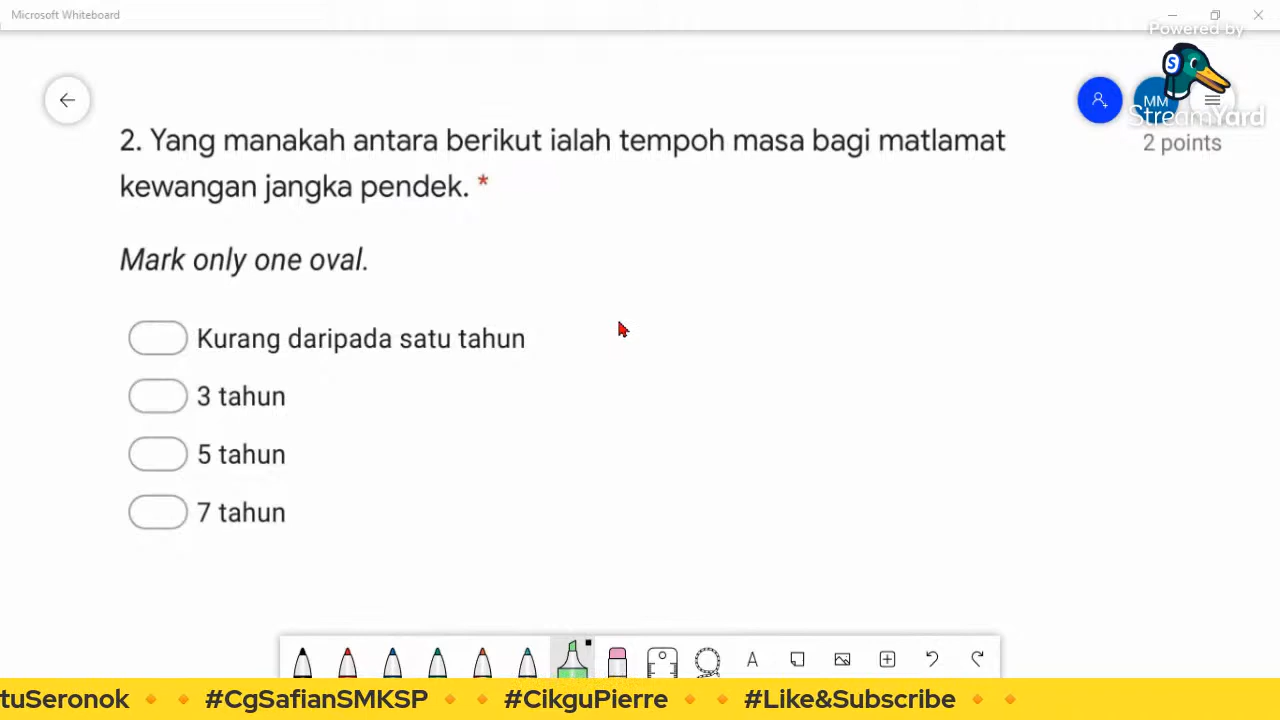 Microsoft Whiteboard
Powered by
StreamYard
MM
2 points
2. Yang manakah antara berikut ialah tempoh masa bagi matlamat
kewangan jangka pendek. *
Mark only one oval.
Kurang daripada satu tahun
3 tahun
5 tahun
7 tahun
A
tuSeronok #CgSafianSMKSP #CikguPierre #Like&Subscribe